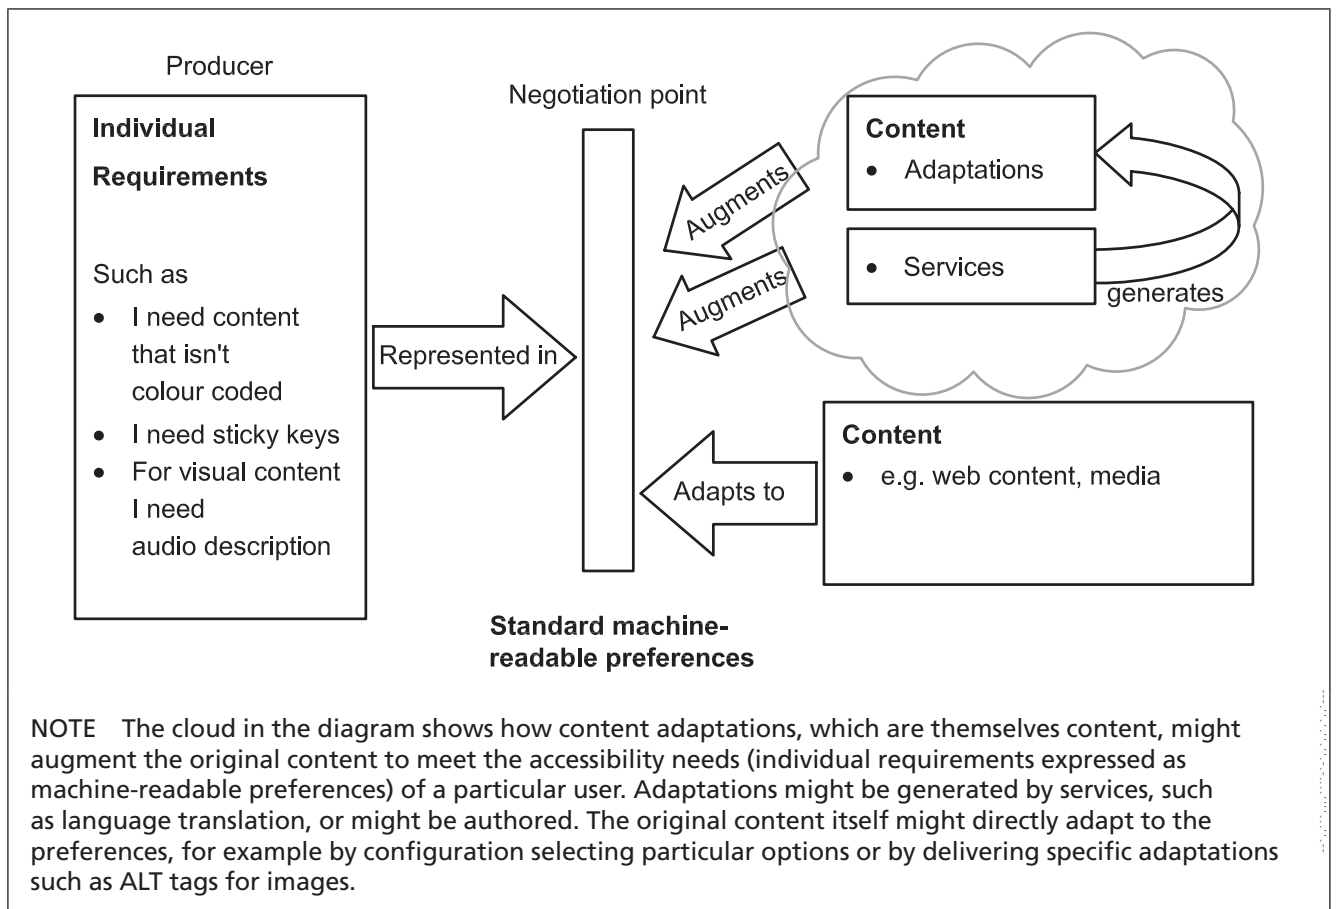 Producer
Individual
Requirements
Such as
• I need content
that isn't
colour coded
• I need sticky keys
• For visual content
I need
audio description
Represented in
Negotiation point
Augments
Augments
Content
• Adaptations
• Services
generates
Adapts to
Content
• e.g. web content, media
Standard machine-
readable preferences
NOTE The cloud in the diagram shows how content adaptations, which are themselves content, might
augment the original content to meet the accessibility needs (individual requirements expressed as
machine-readable preferences) of a particular user. Adaptations might be generated by services, such
as language translation, or might be authored. The original content itself might directly adapt to the
preferences, for example by configuration selecting particular options or by delivering specific adaptations
such as ALT tags for images.